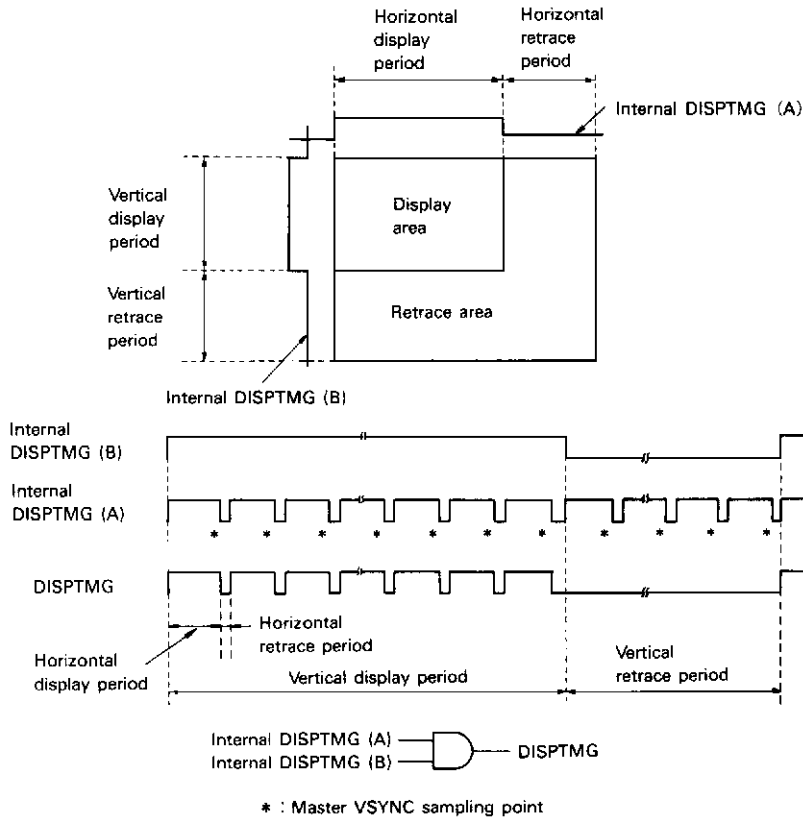 Horizontal
display
period
Horizontal
retrace
period
Internal DISPTMG (A)
Vertical
display
period
Display
area
Vertical
retrace
period
Retrace area
Internal DISPTMG (B)
Internal
DISPTMG (B)
Internal
DISPTMG (A)
* * * * * * * * * * *
DISPTMG
Horizontal
display period
Horizontal
retrace period
Vertical display period
Vertical
retrace period
Internal DISPTMG (A)
Internal DISPTMG (B)
DISPTMG
* : Master VSYNC sampling point